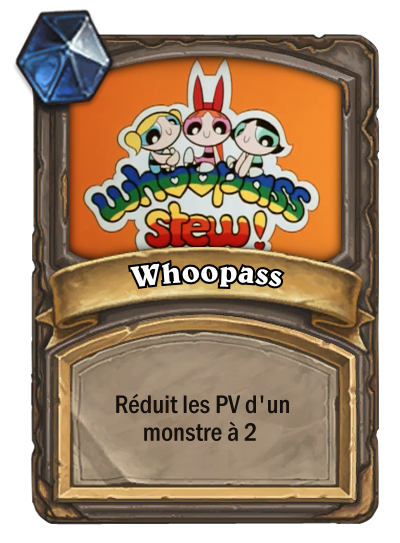 whoopass
stew!
Whoopass
Réduit les PV d'un
monstre à 2